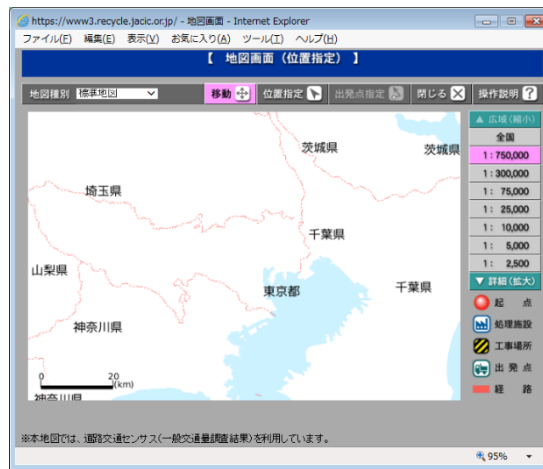 https://www3.recycle.jacic.or.jp/ - 地図画面 - Internet Explorer
ファイル(F) 編集(E) 表示(V) お気に入り(A) ツール(T) ヘルプ(H)
【 地図画面（位置指定） 】
地図種別 標準地図 移動 位置指定 出発点指定 閉じる 操作説明 ?
▲ 広域(縮小)
全国
1:750,000
1:300,000
1: 75,000
1: 25,000
1: 10,000
1: 5,000
1: 2,500
▼ 詳細(拡大)
起 点
処理施設
工事場所
出 発 点
経 路
茨城県
茨城県
埼玉県
千葉県
山梨県
東京都
千葉県
神奈川県
0 20
(km)
神奈川県
※本地図では、道路交通センサス(一般交通量調査結果)を利用しています。
95%